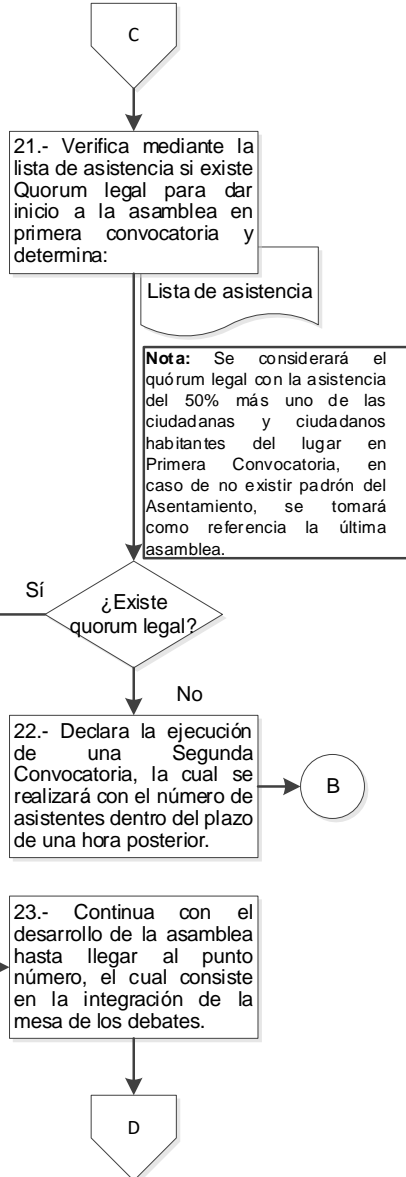 C
21.- Verifica mediante la
lista de asistencia si existe
Quorum legal para dar
inicio a la asamblea en
primera convocatoria y
determina:
Lista de asistencia
Nota: Se considerará el
quórum legal con la asistencia
del 50% más uno de las
ciudadanas y ciudadanos
habitantes del lugar en
Primera Convocatoria, en
caso de no existir padrón del
Asentamiento, se tomará
como referencia la última
asamblea.
Sí
¿Existe
quorum legal?
No
22.- Declara la ejecución
de una Segunda
Convocatoria, la cual se
realizará con el número de
asistentes dentro del plazo
de una hora posterior.
B
23.- Continua con el
desarrollo de la asamblea
hasta llegar al punto
número, el cual consiste
en la integración de la
mesa de los debates.
D